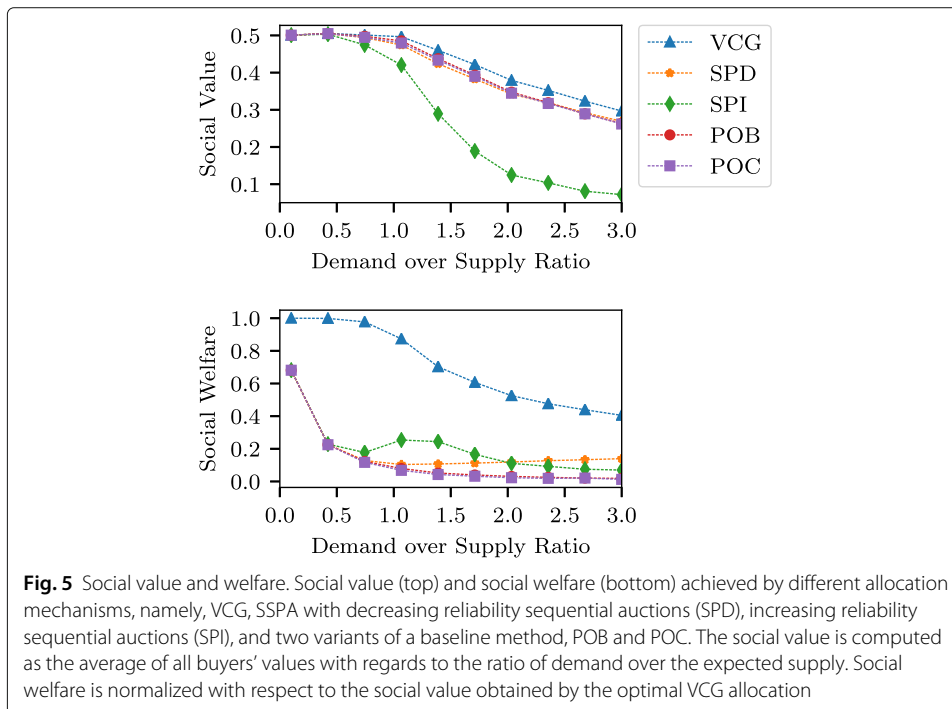 0.5
0.4
0.3
0.2
0.1
Social Value
0.0 0.5 1.0 1.5 2.0 2.5 3.0
Demand over Supply Ratio
VCG
SPD
SPI
POB
POC
1.0
0.8
0.6
0.4
0.2
0.0
Social Welfare
0.0 0.5 1.0 1.5 2.0 2.5 3.0
Demand over Supply Ratio
Fig. 5 Social value and welfare. Social value (top) and social welfare (bottom) achieved by different allocation
mechanisms, namely, VCG, SSPA with decreasing reliability sequential auctions (SPD), increasing reliability
sequential auctions (SPI), and two variants of a baseline method, POB and POC. The social value is computed
as the average of all buyers' values with regards to the ratio of demand over the expected supply. Social
welfare is normalized with respect to the social value obtained by the optimal VCG allocation